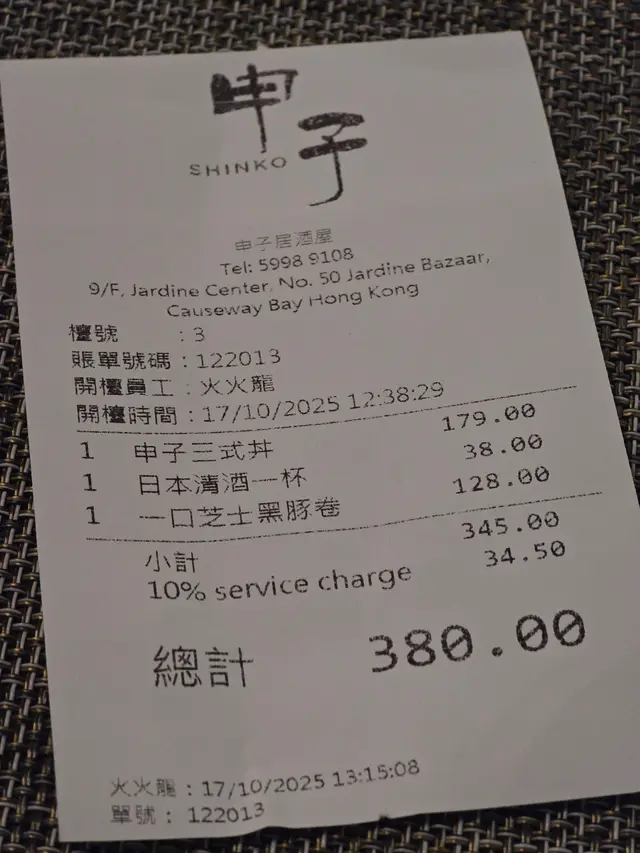 申子
SHINKO
申子居酒屋
Tel: 5998 9108
9/F, Jardine Center, No. 50 Jardine Bazaar,
Causeway Bay Hong Kong
檯號 : 3
賬單號碼 : 122013
開檯員工 : 火火龍
開檯時間 : 17/10/2025 12:38:29
1 申子三式丼 179.00
1 日本清酒一杯 38.00
1 一口芝士黑豚卷 128.00
小計 345.00
10% service charge 34.50
總計 380.00
火火龍 : 17/10/2025 13:15:08
單號 : 122013